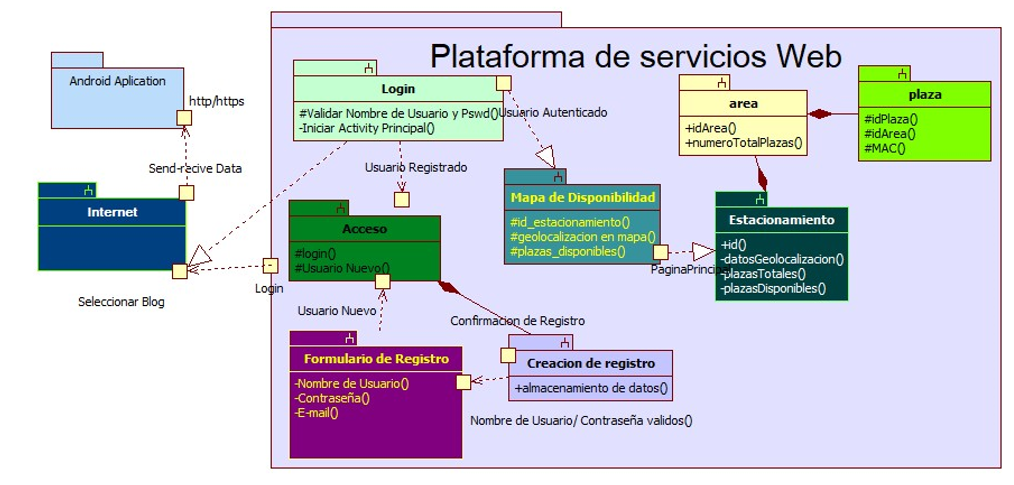 Plataforma de servicios Web
Android Aplication
http/https
Send-recive Data
Internet
Seleccionar Blog
Login
#Validar Nombre de Usuario y Pswd()
-Iniciar Activity Principal()
Usuario Autenticado
Usuario Registrado
area
+idArea()
+numeroTotalPlazas()
plaza
#idPlaza()
#idArea()
#MAC()
Mapa de Disponibilidad
#id_estacionamiento()
#geolocalizacion en mapa()
#plazas_disponibles()
PaginaPrincipal
Estacionamiento
+id()
-datosGeolocalizacion()
-plazasTotales()
-plazasDisponibles()
Acceso
#login()
#Usuario Nuevo()
Login
Usuario Nuevo
Confirmacion de Registro
Formulario de Registro
-Nombre de Usuario()
-Contraseña()
-E-mail()
Creacion de registro
+almacenamiento de datos()
Nombre de Usuario/ Contraseña validos()